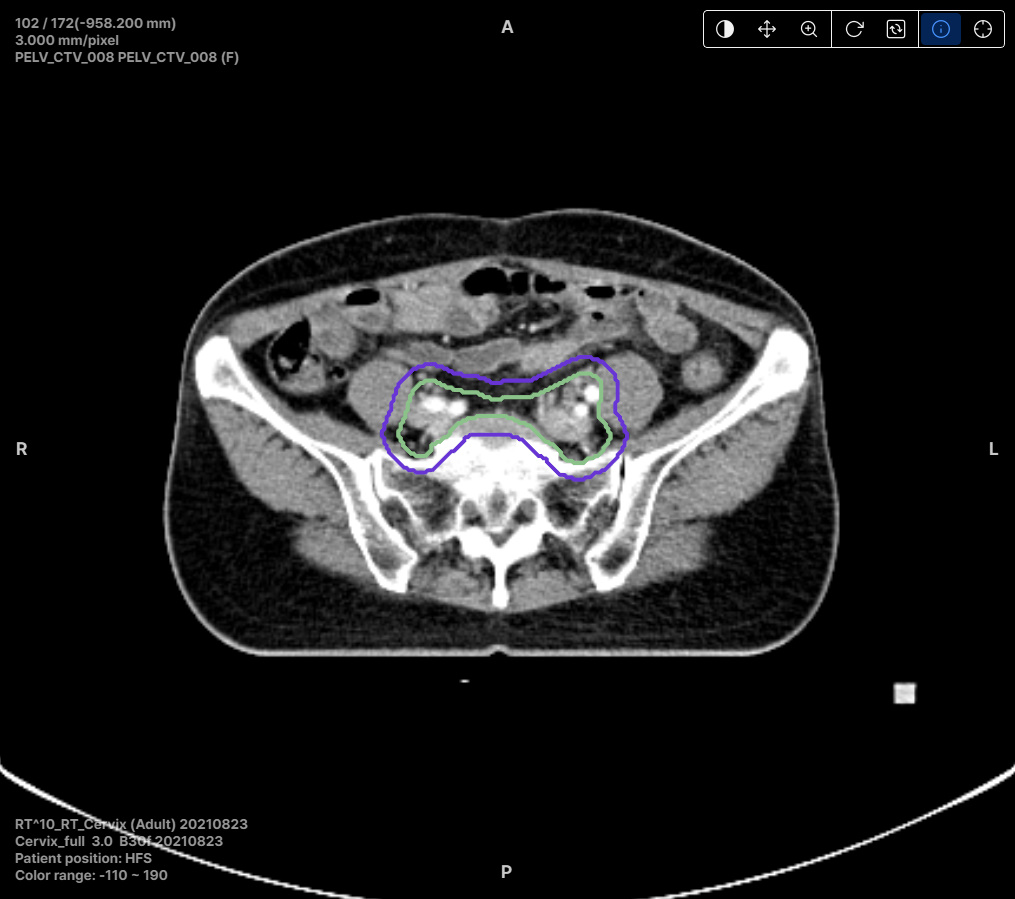 102 / 172(-958.200 mm)
3.000 mm/pixel
PELV_CTV_008 PELV_CTV_008 (F)
A
R
L
RT^10_RT_Cervix (Adult) 20210823
Cervix_full 3.0 B30f 20210823
Patient position: HFS
Color range: -110 ~ 190
P